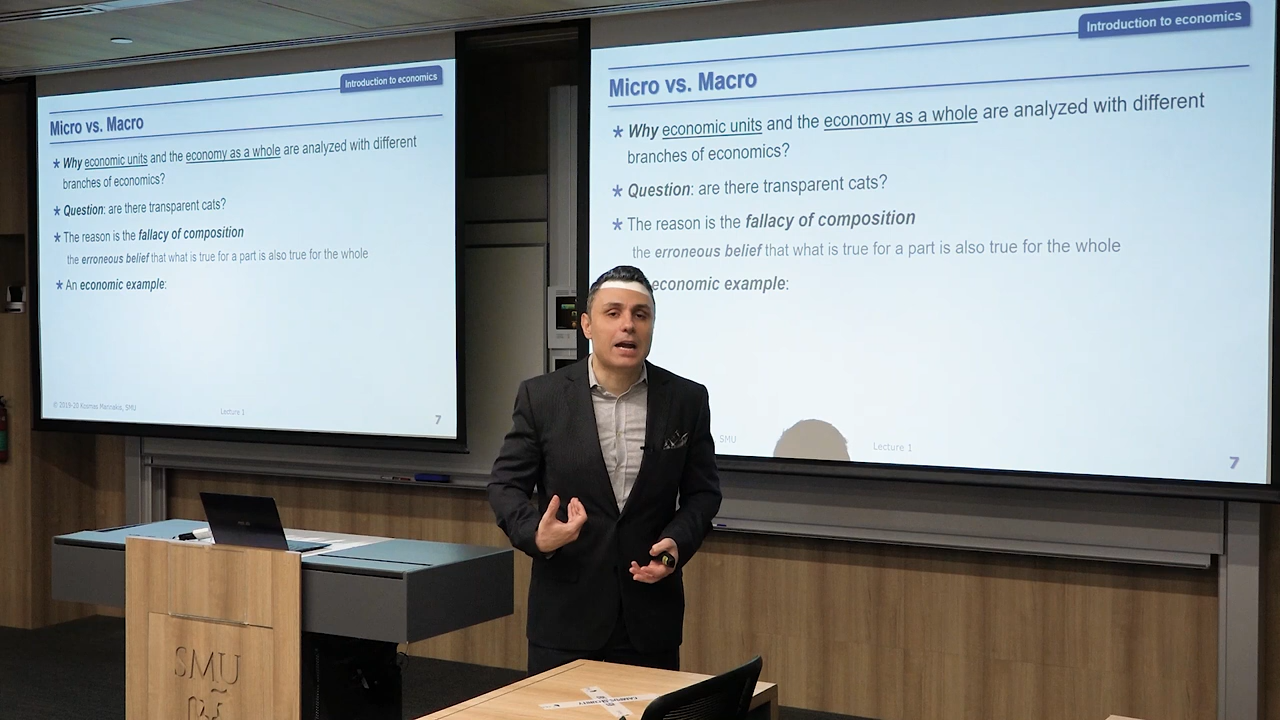 Introduction to economics
Micro vs. Macro
* Why economic units and the economy as a whole are analyzed with different
branches of economics?
* Question: are there transparent cats?
* The reason is the fallacy of composition
the erroneous belief that what is true for a part is also true for the whole
* An economic example:
© 2019-20 Kosmas Marinakis, SMU
Lecture 1
7
Introduction to economics
Micro vs. Macro
* Why economic units and the economy as a whole are analyzed with different
branches of economics?
* Question: are there transparent cats?
* The reason is the fallacy of composition
the erroneous belief that what is true for a part is also true for the whole
economic example:
SMU
Lecture 1
7
SMU